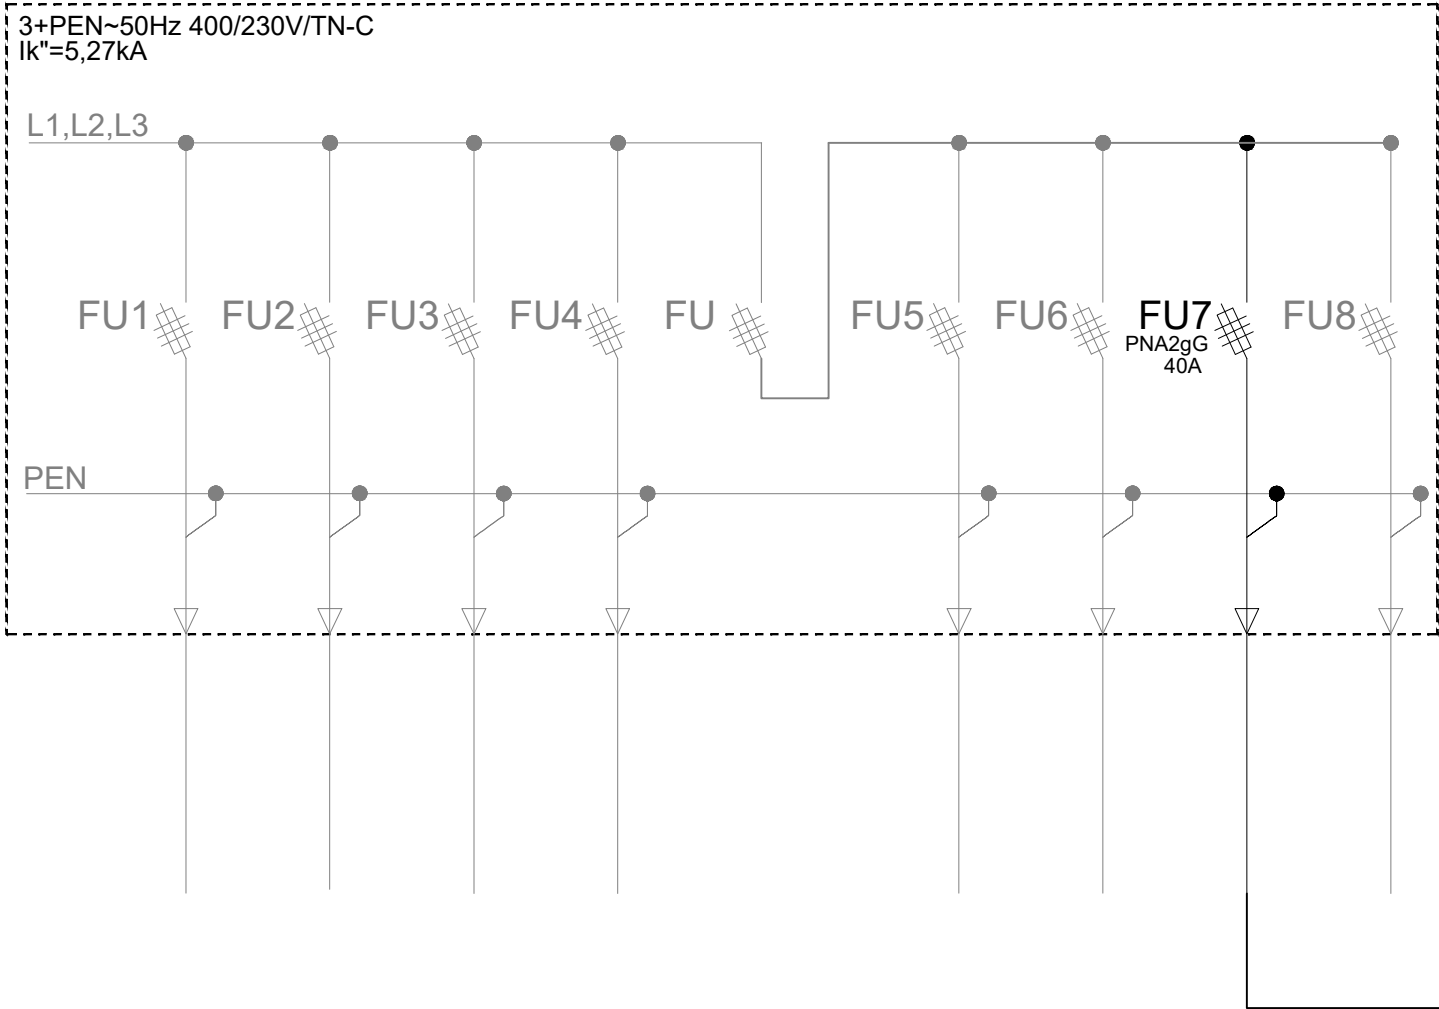 3+PEN~50Hz 400/230V/TN-C
Ik"=5,27kA
L1,L2,L3
FU1
FU2
FU3
FU4
FU
FU5
FU6
FU7
PNA2gG
40A
FU8
PEN